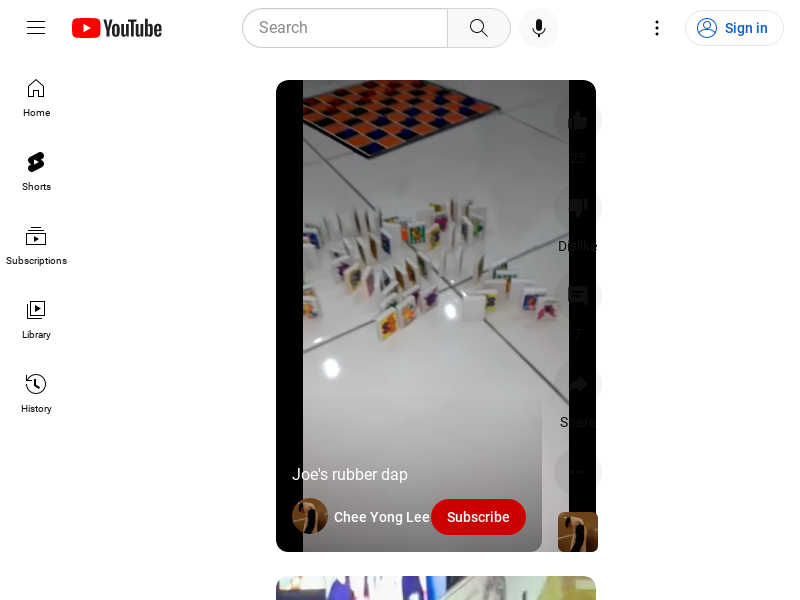 YouTube
Search
Sign in
Home
Shorts
Subscriptions
Library
History
25
Dislike
7
Share
Joe's rubber dap
Chee Yong Lee
Subscribe